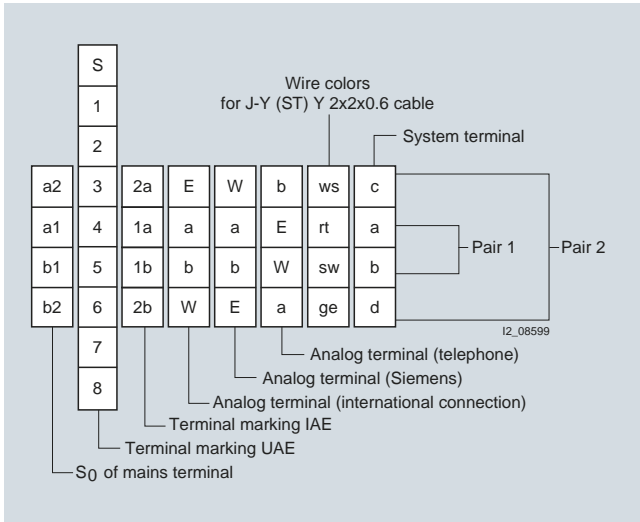 S
Wire colors
1
for J-Y (ST) Y 2x2x0.6 cable
2
System terminal
a2 3 2a E W b ws c
a1 4 1a a a E rt a
Pair 1 Pair 2
b1 5 1b b b W sw b
b2 6 2b W E a ge d
I2_08599
7
Analog terminal (telephone)
Analog terminal (Siemens)
8
Analog terminal (international connection)
Terminal marking IAE
Terminal marking UAE
S0 of mains terminal